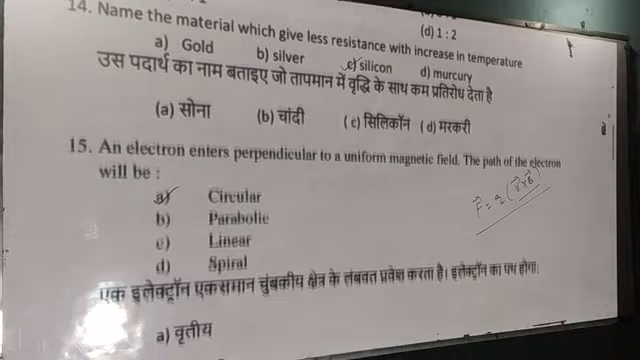 (d) 1 : 2
14. Name the material which give less resistance with increase in temperature
a) Gold b) silver c) silicon d) murcury
उस पदार्थ का नाम बताइए जो तापमान में वृद्धि के साथ कम प्रतिरोध देता है
(a) सोना (b) चांदी (c) सिलिकॉन (d) मरकरी
15. An electron enters perpendicular to a uniform magnetic field. The path of the electron
will be :
a) Circular
b) Parabolic
c) Linear
d) Spiral
F = q (V×B)
एक इलेक्ट्रॉन एकसमान चुंबकीय क्षेत्र के लंबवत प्रवेश करता है। इलेक्ट्रॉन का पथ होगा:
a) वृतीय